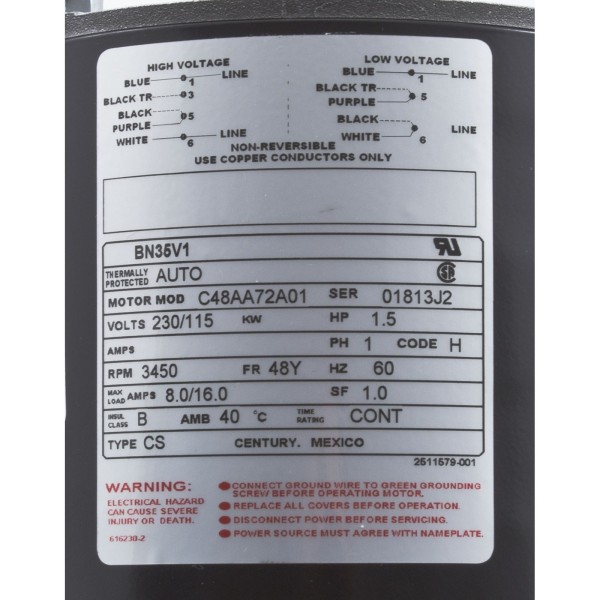 HIGH VOLTAGE
BLUE 1 LINE
BLACK TR 3
BLACK 5
PURPLE
WHITE 6 LINE
LOW VOLTAGE
BLUE 1 LINE
BLACK TR 5
PURPLE
BLACK LINE
WHITE 6
NON-REVERSIBLE
USE COPPER CONDUCTORS ONLY
BN35V1
THERMALLY PROTECTED AUTO
MOTOR MOD C48AA72A01 SER 01813J2
VOLTS 230/115 KW HP 1.5
AMPS PH 1 CODE H
RPM 3450 FR 48Y HZ 60
MAX LOAD AMPS 8.0/16.0 SF 1.0
INSUL CLASS B AMB 40 °C TIME RATING CONT
TYPE CS CENTURY. MEXICO
2511679-001
WARNING:
ELECTRICAL HAZARD
CAN CAUSE SEVERE
INJURY OR DEATH.
616230-2
●CONNECT GROUND WIRE TO GREEN GROUNDING
SCREW BEFORE OPERATING MOTOR.
●REPLACE ALL COVERS BEFORE OPERATION.
●DISCONNECT POWER BEFORE SERVICING.
●POWER SOURCE MUST AGREE WITH NAMEPLATE.